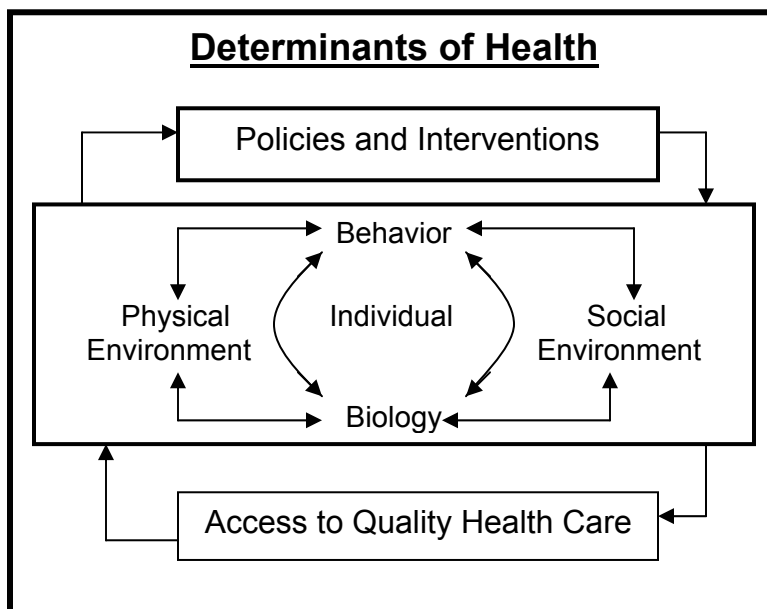 Determinants of Health
Policies and Interventions
Behavior
Physical
Environment
Individual
Social
Environment
Biology
Access to Quality Health Care